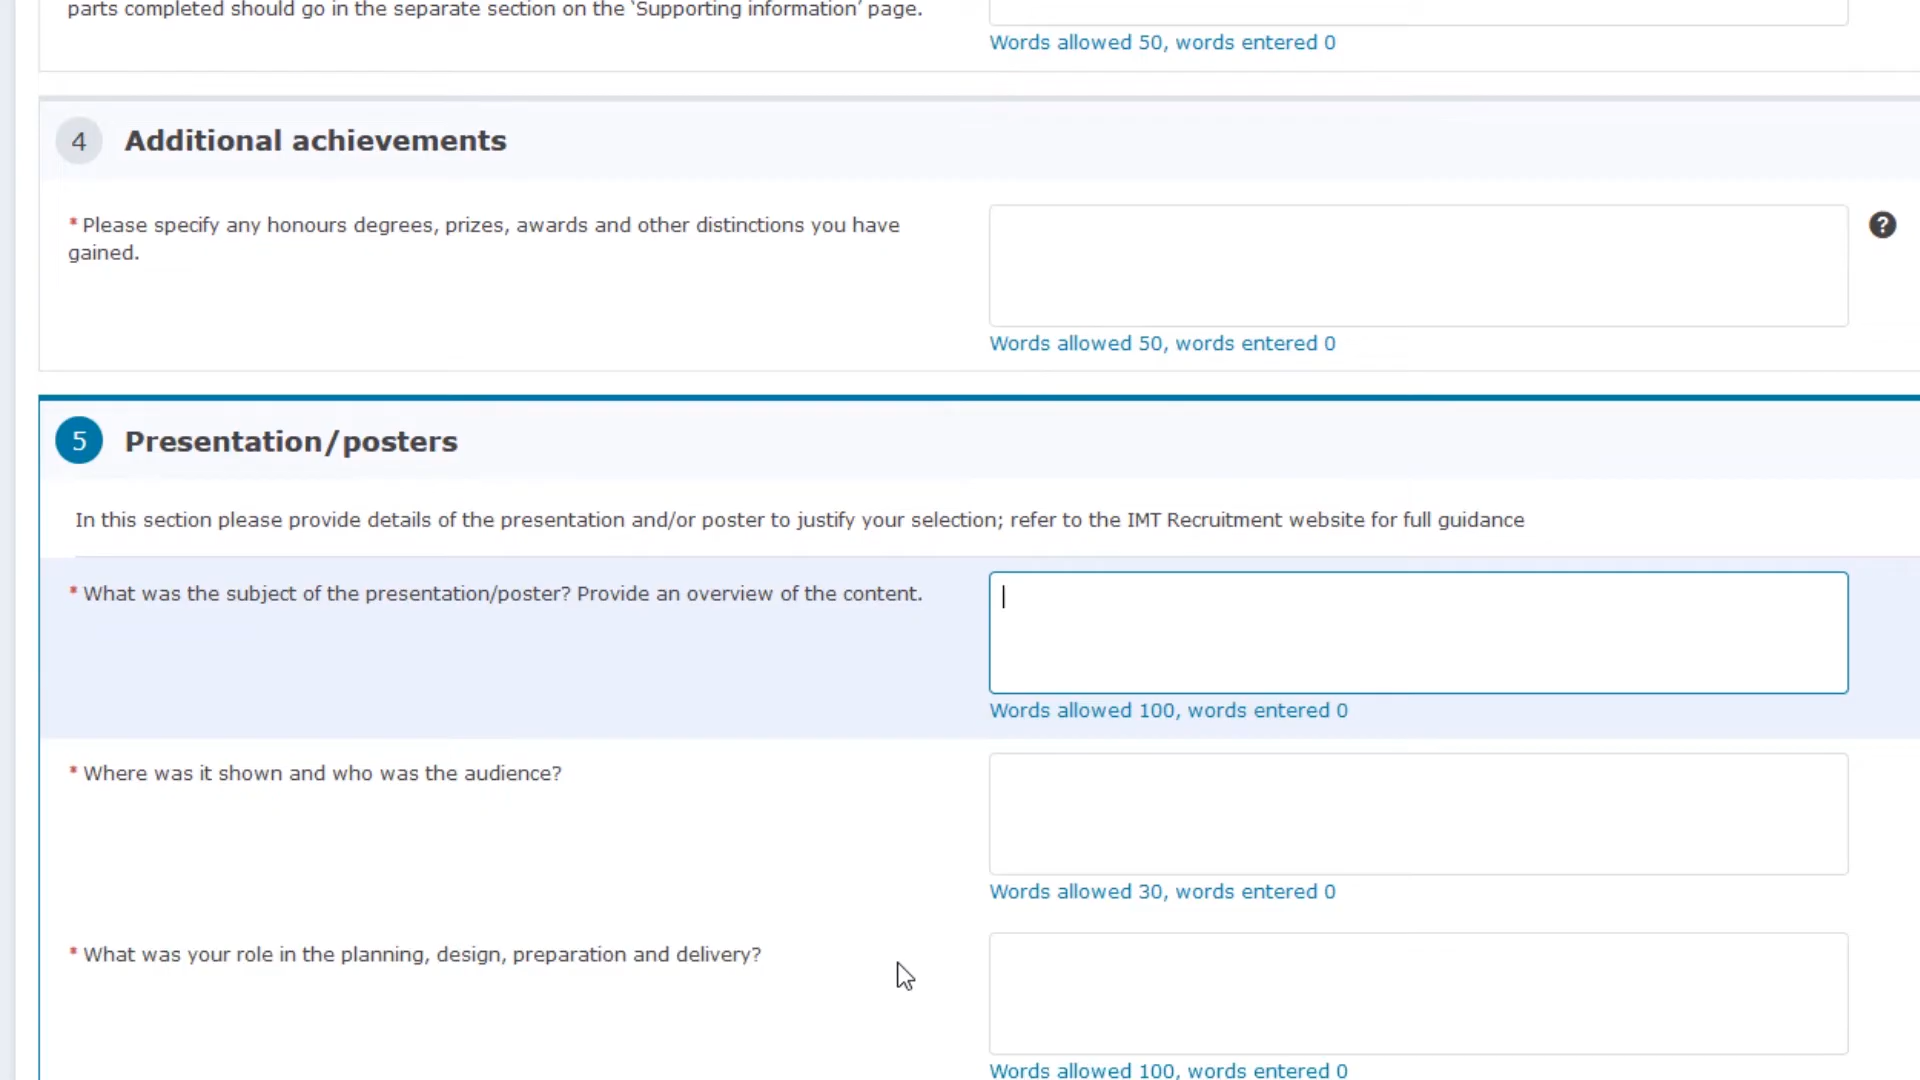 parts completed should go in the separate section on the ‘Supporting information’ page.
Words allowed 50, words entered 0
4 Additional achievements
* Please specify any honours degrees, prizes, awards and other distinctions you have
gained.
?
Words allowed 50, words entered 0
5 Presentation/posters
In this section please provide details of the presentation and/or poster to justify your selection; refer to the IMT Recruitment website for full guidance
* What was the subject of the presentation/poster? Provide an overview of the content.
Words allowed 100, words entered 0
* Where was it shown and who was the audience?
Words allowed 30, words entered 0
* What was your role in the planning, design, preparation and delivery?
Words allowed 100, words entered 0